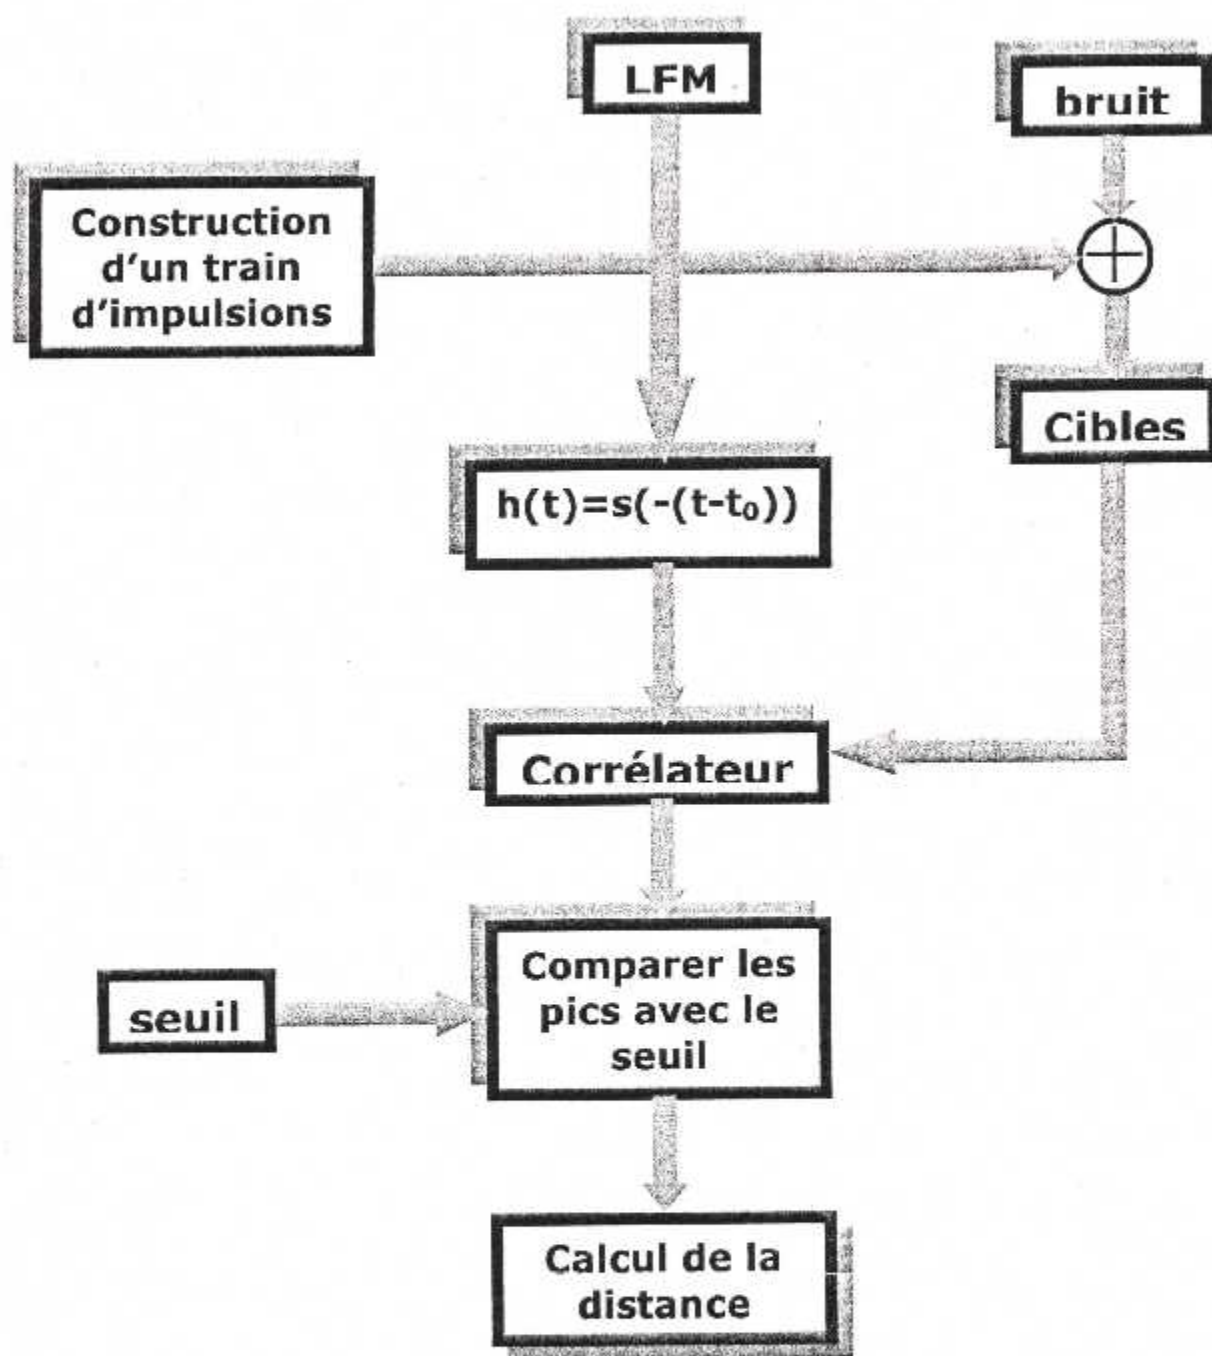 LFM
bruit
Construction
d'un train
d'impulsions
Cibles
h(t)=s(-(t-t₀))
Corrélateur
Comparer les
pics avec le
seuil
seuil
Calcul de la
distance